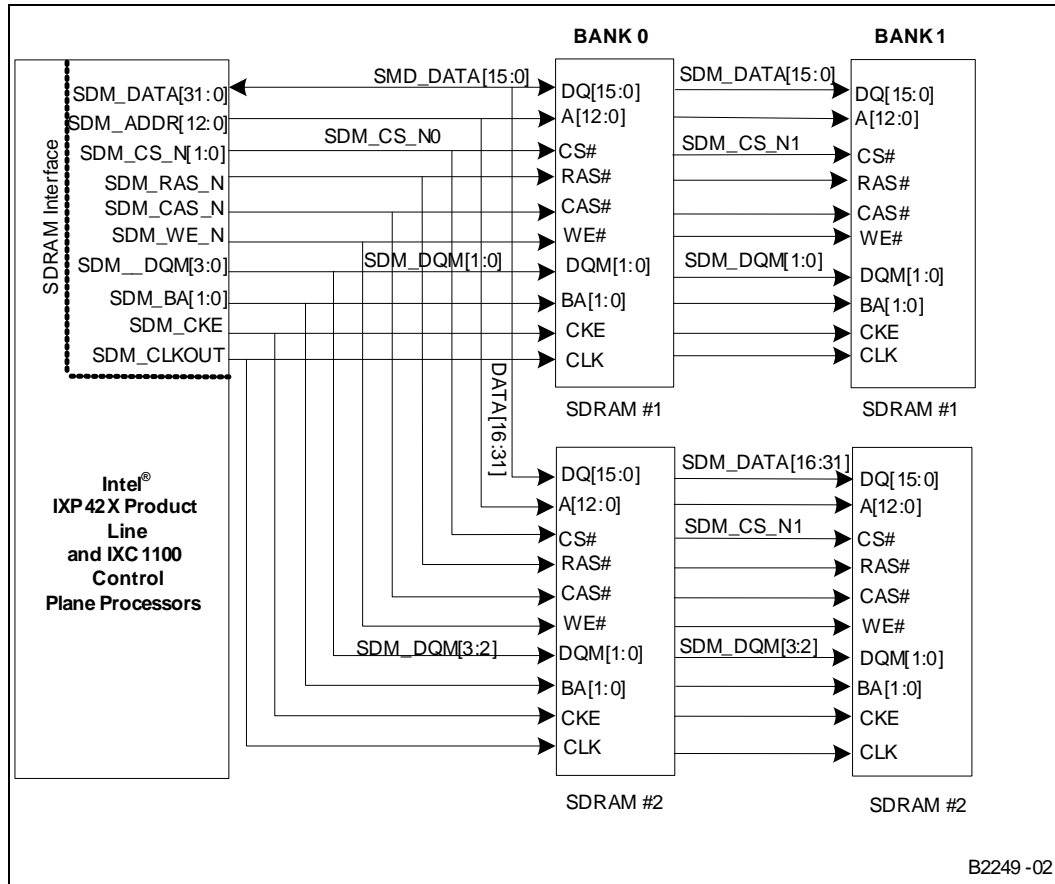 BANK 0
BANK 1
SDRAM Interface
SDM_DATA[31:0]
SDM_ADDR[12:0]
SDM_CS_N[1:0]
SDM_RAS_N
SDM_CAS_N
SDM_WE_N
SDM__DQM[3:0]
SDM_BA[1:0]
SDM_CKE
SDM_CLKOUT
Intel®
IXP42X Product
Line
and IXC1100
Control
Plane Processors
SMD_DATA[15:0]
SDM_CS_N0
SDM_DQM[1:0]
DATA[16:31]
SDM_DQM[3:2]
DQ[15:0]
A[12:0]
CS#
RAS#
CAS#
WE#
DQM[1:0]
BA[1:0]
CKE
CLK
SDRAM #1
SDM_DATA[15:0]
SDM_CS_N1
SDM_DQM[1:0]
DQ[15:0]
A[12:0]
CS#
RAS#
CAS#
WE#
DQM[1:0]
BA[1:0]
CKE
CLK
SDRAM #1
DQ[15:0]
A[12:0]
CS#
RAS#
CAS#
WE#
DQM[1:0]
BA[1:0]
CKE
CLK
SDRAM #2
SDM_DATA[16:31]
SDM_CS_N1
SDM_DQM[3:2]
DQ[15:0]
A[12:0]
CS#
RAS#
CAS#
WE#
DQM[1:0]
BA[1:0]
CKE
CLK
SDRAM #2
B2249 -02